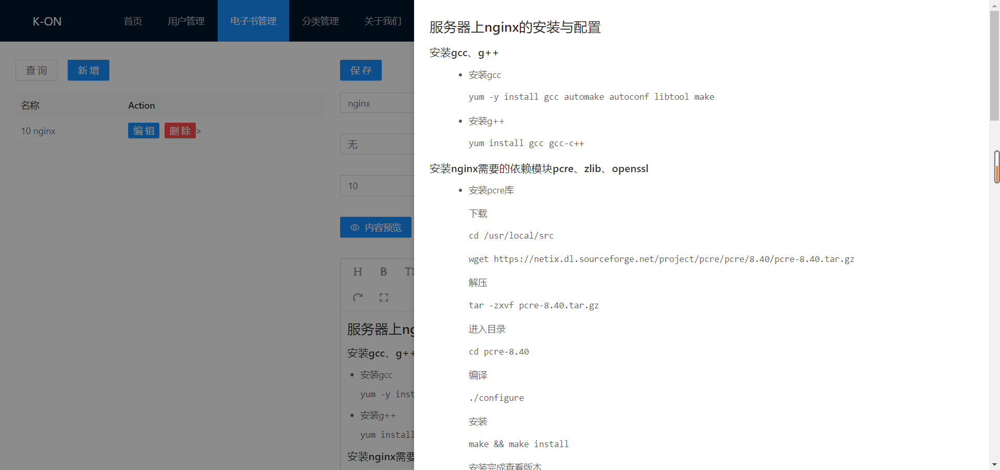 K-ON
首页
用户管理
电子书管理
分类管理
关于我们
查 询
新 增
名称
Action
10 nginx
编 辑
删 除
>
保 存
nginx
无
10
内容预览
H
B
服务器上ng
安装gcc、g++
安装gcc
yum -y inst
安装g++
yum install
安装nginx需要
服务器上nginx的安装与配置
安装gcc、g++
安装gcc
yum -y install gcc automake autoconf libtool make
安装g++
yum install gcc gcc-c++
安装nginx需要的依赖模块pcre、zlib、openssl
安装pcre库
下载
cd /usr/local/src
wget https://netix.dl.sourceforge.net/project/pcre/pcre/8.40/pcre-8.40.tar.gz
解压
tar -zxvf pcre-8.40.tar.gz
进入目录
cd pcre-8.40
编译
./configure
安装
make && make install
安装完成查看版本